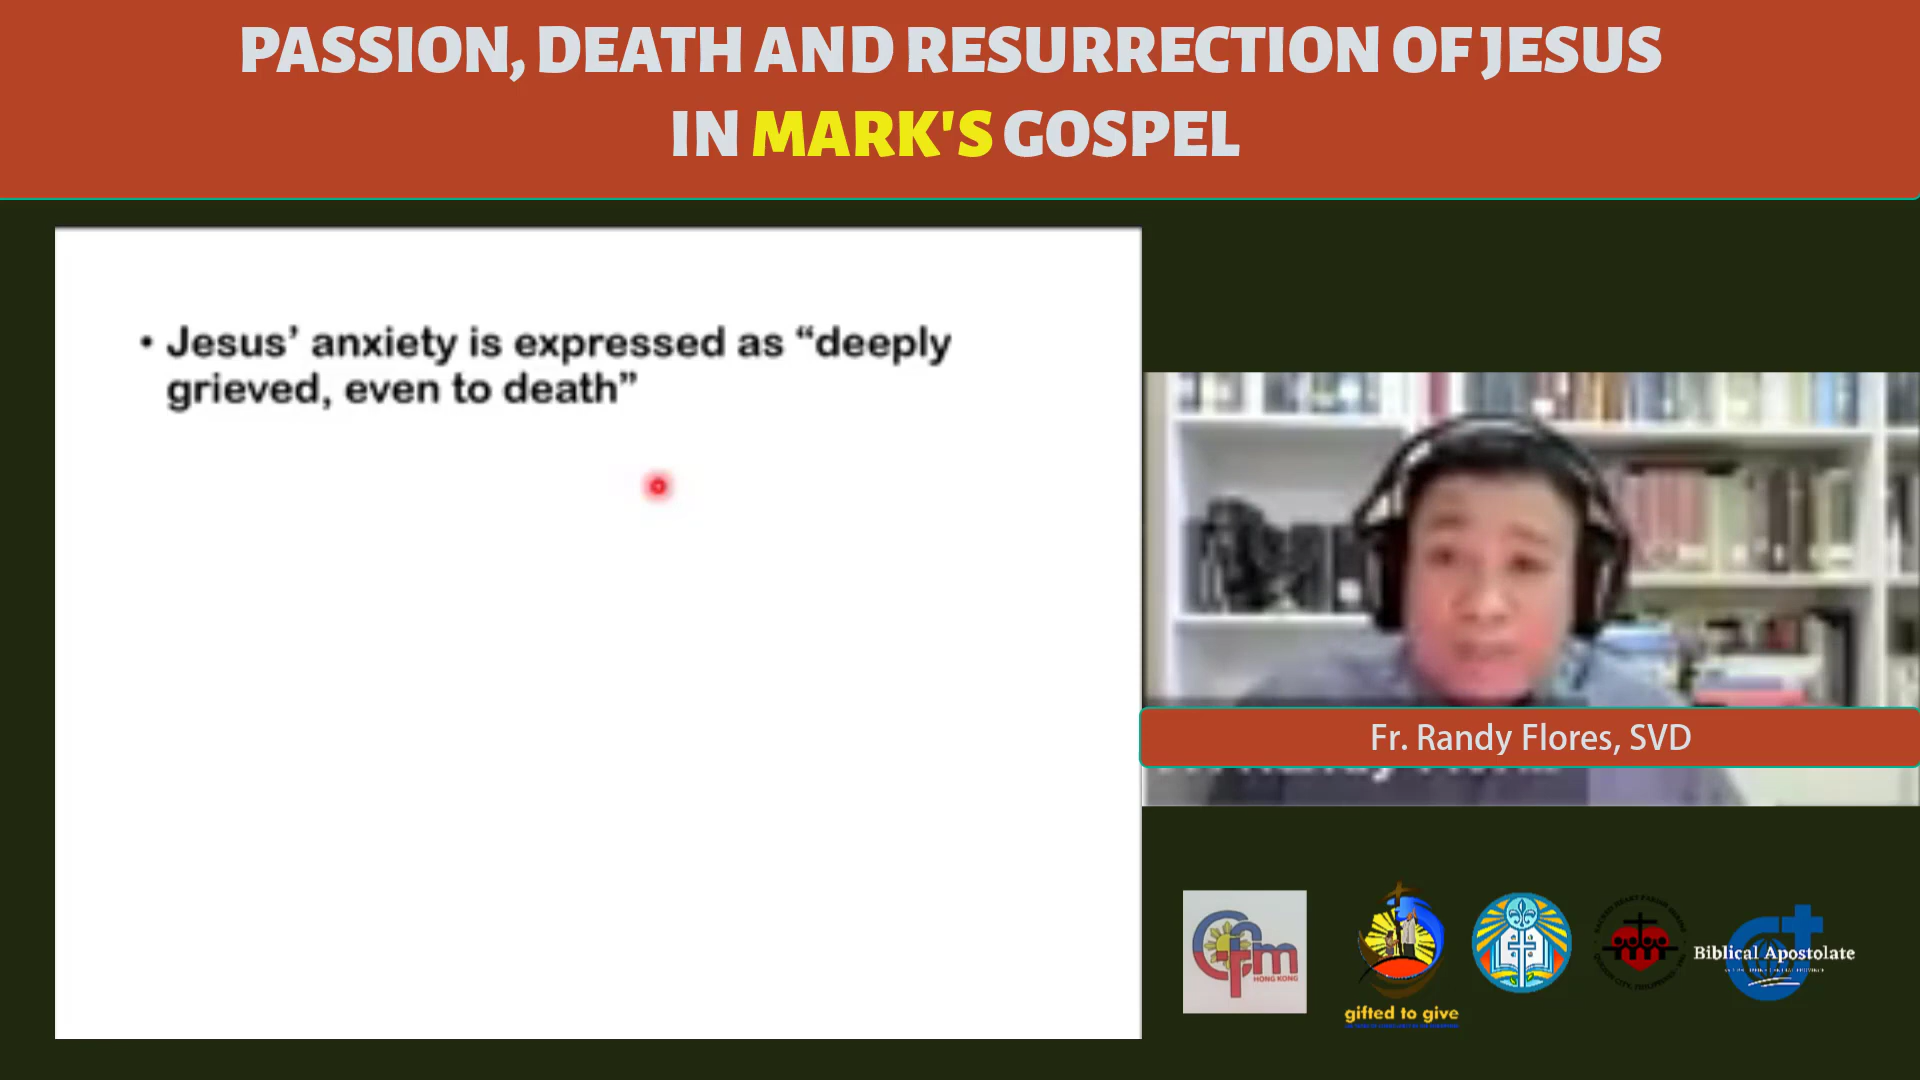 PASSION, DEATH AND RESURRECTION OF JESUS
IN MARK'S GOSPEL
• Jesus’ anxiety is expressed as “deeply
grieved, even to death”
Fr. Randy Flores, SVD
cfm
HONG KONG
gifted to give
Biblical Apostolate